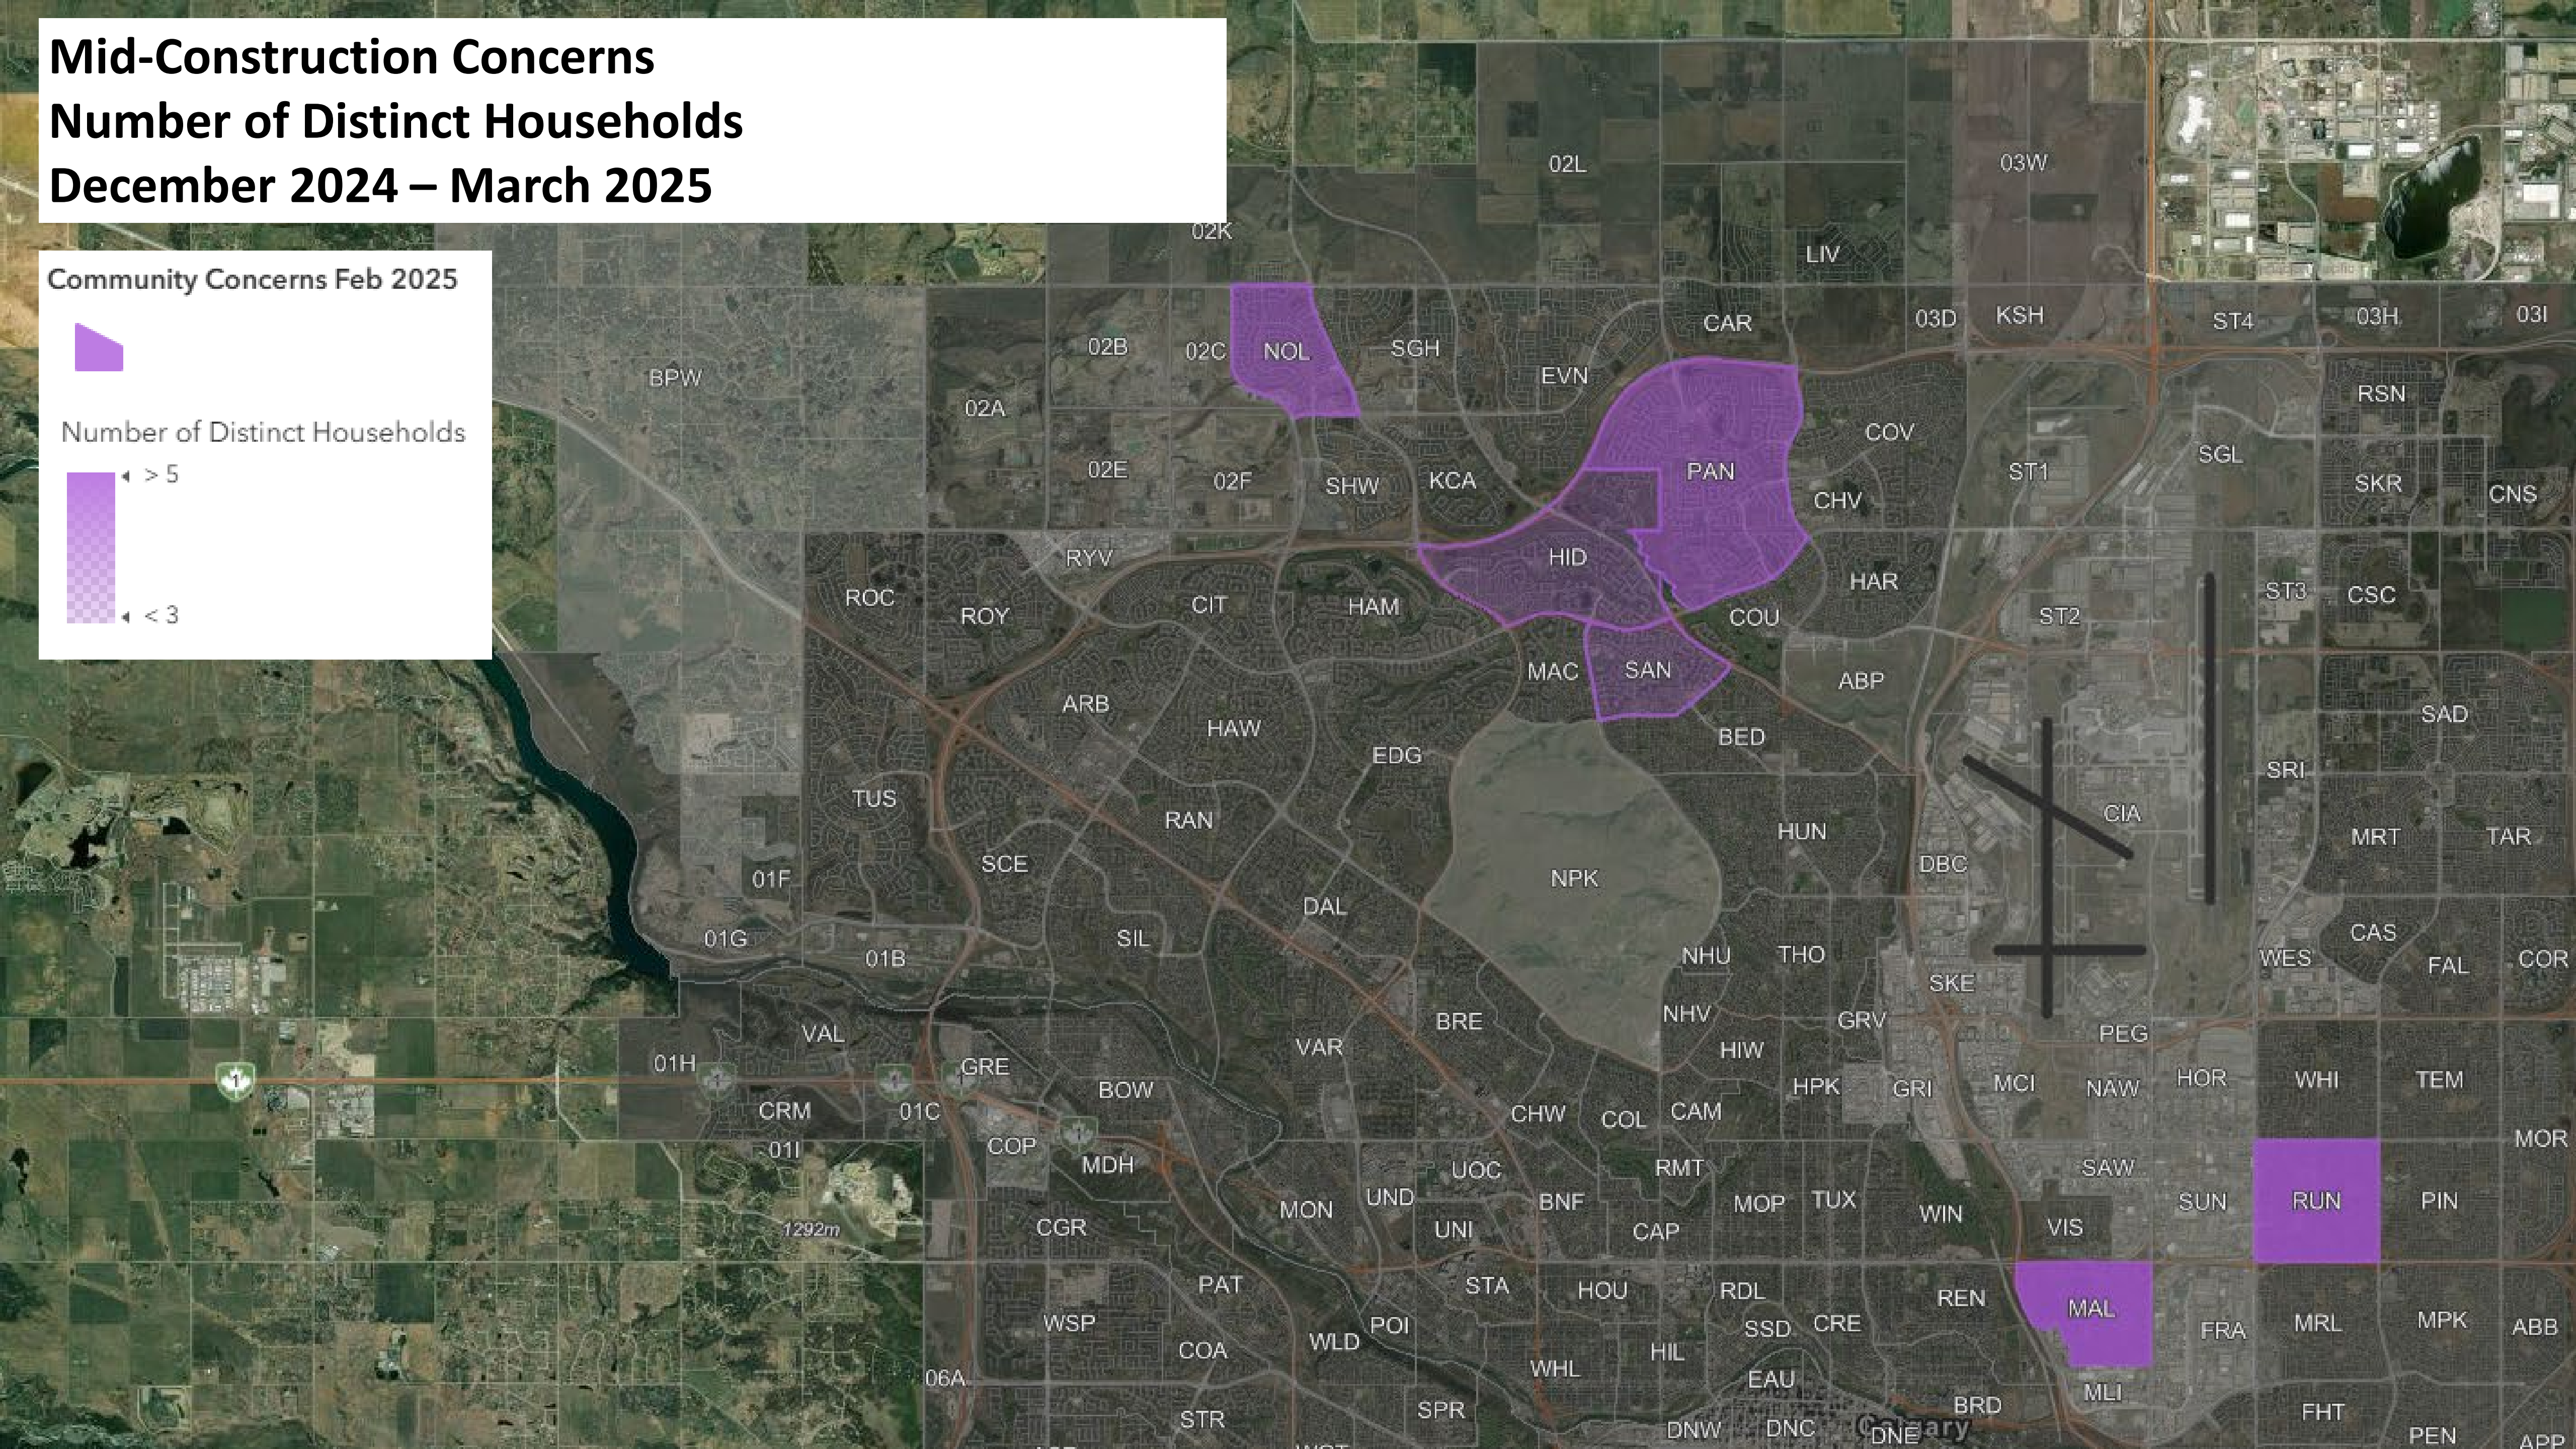 Mid-Construction Concerns
Number of Distinct Households
December 2024 – March 2025
Community Concerns Feb 2025
Number of Distinct Households
> 5
< 3
02L
03W
02K
LIV
03D
KSH
ST4
03H
03I
CAR
02B
02C
NOL
SGH
EVN
BPW
02A
RSN
COV
SGL
02E
02F
SHW
KCA
PAN
CHV
ST1
SKR
CNS
RYV
HID
HAR
ROC
ROY
CIT
HAM
COU
ST2
ST3
CSC
MAC
SAN
ABP
ARB
HAW
EDG
BED
SAD
SRI
TUS
RAN
HUN
CIA
MRT
TAR
SCE
01F
NPK
DBC
DAL
01G
SIL
01B
NHU
THO
SKE
WES
CAS
FAL
COR
VAL
BRE
NHV
GRV
PEG
VAR
HIW
01H
1
1
1
1
GRE
BOW
HPK
GRI
MCI
NAW
HOR
WHI
TEM
CRM
01C
CHW
COL
CAM
01I
COP
1
MDH
UOC
RMT
SAW
MOR
MON
UND
BNF
MOP
TUX
WIN
SUN
RUN
PIN
1292m
CGR
UNI
CAP
VIS
PAT
STA
HOU
RDL
REN
MAL
WSP
POI
SSD
CRE
FRA
MRL
MPK
ABB
COA
WLD
HIL
06A
WHL
EAU
MLI
STR
SPR
BRD
FHT
DNW
DNC
DNE
Calgary
PEN
APP